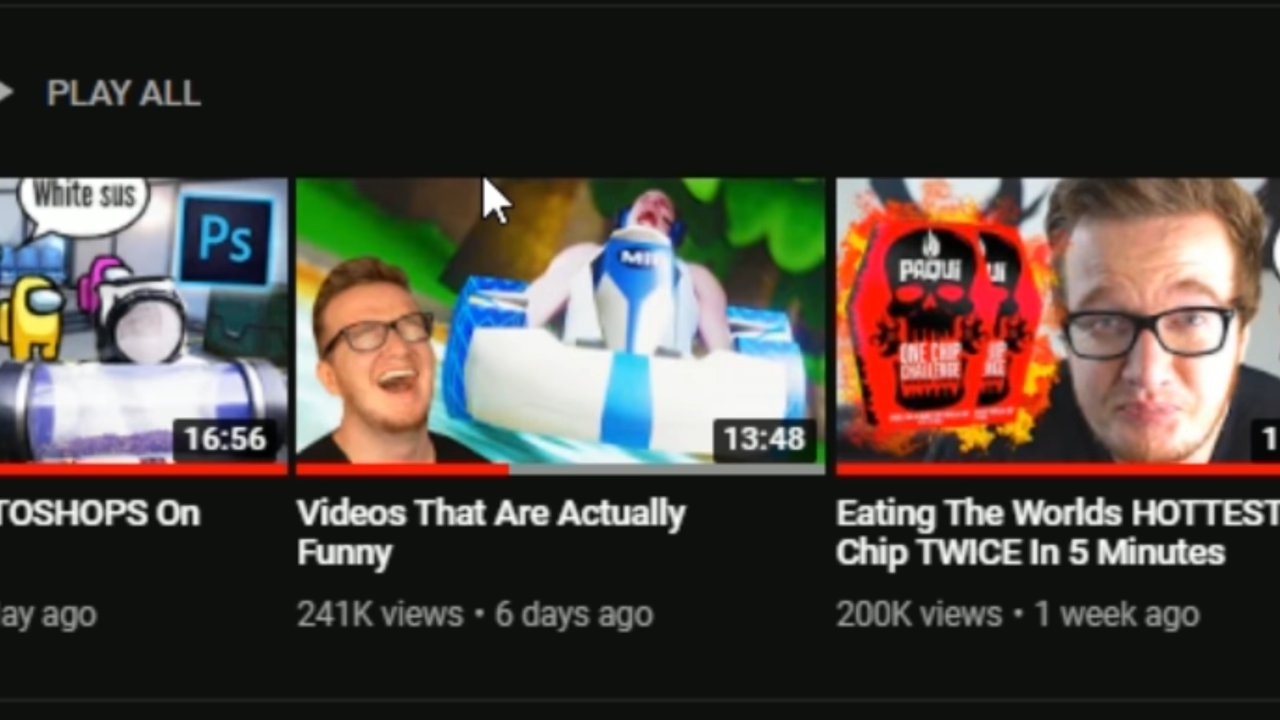 PLAY ALL
White sus
Ps
16:56
13:48
PAQUI
ONE CHIP
CHALLENGE
1
TOSHOPS On
Videos That Are Actually
Funny
Eating The Worlds HOTTEST
Chip TWICE In 5 Minutes
day ago
241K views • 6 days ago
200K views • 1 week ago